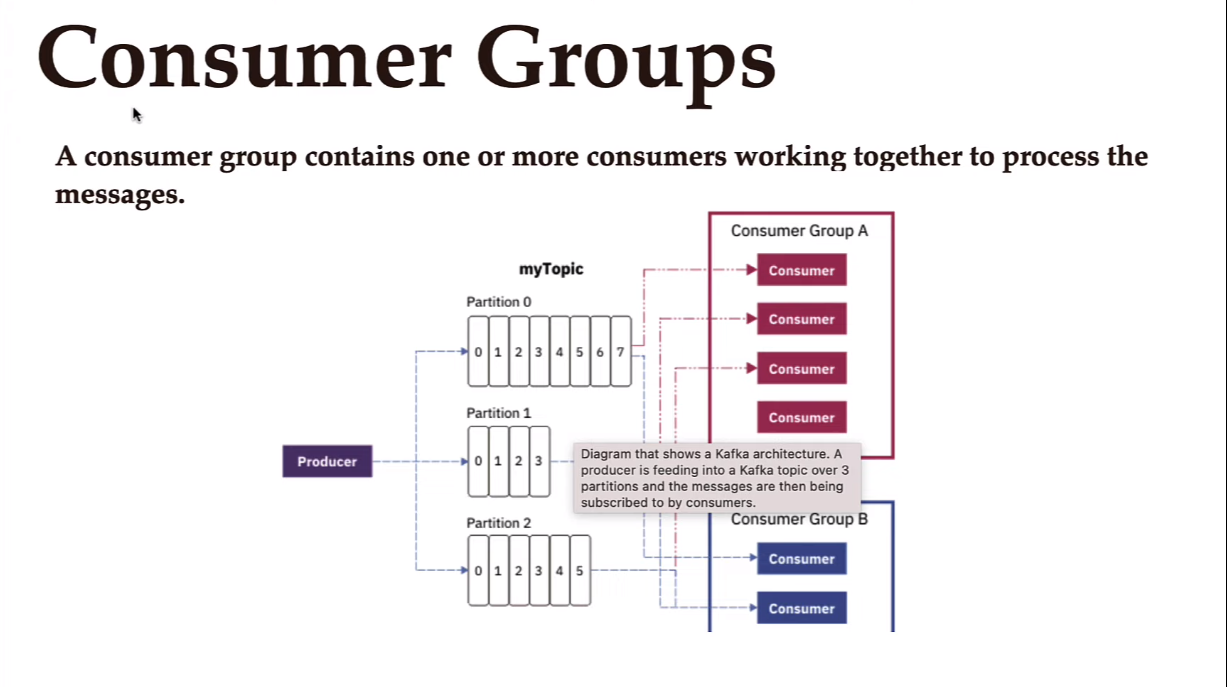 Consumer Groups
A consumer group contains one or more consumers working together to process the
messages.
Consumer Group A
Consumer
Consumer
Consumer
Consumer
myTopic
Partition 0
0 1 2 3 4 5 6 7
Partition 1
0 1 2 3
Producer
Partition 2
0 1 2 3 4 5
Diagram that shows a Kafka architecture. A
producer is feeding into a Kafka topic over 3
partitions and the messages are then being
subscribed to by consumers.
Consumer Group B
Consumer
Consumer